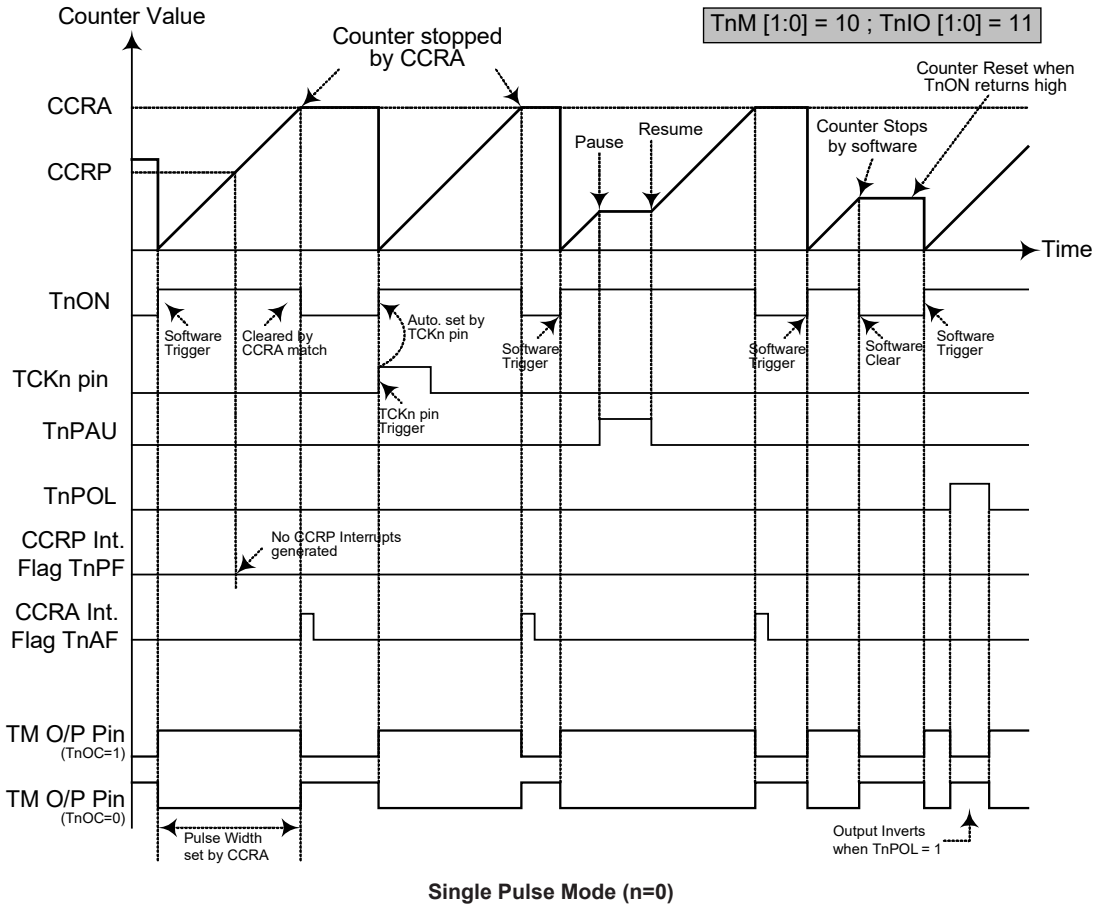 Counter Value
TnM [1:0] = 10 ; TnIO [1:0] = 11
Counter stopped
by CCRA
Counter Reset when
TnON returns high
CCRA
Counter Stops
by software
Pause
Resume
CCRP
Time
TnON
Software
Trigger
Cleared by
CCRA match
Auto. set by
TCKn pin
Software
Trigger
Software
Trigger
Software
Clear
Software
Trigger
TCKn pin
TCKn pin
Trigger
TnPAU
TnPOL
CCRP Int.
Flag TnPF
No CCRP Interrupts
generated
CCRA Int.
Flag TnAF
TM O/P Pin
(TnOC=1)
TM O/P Pin
(TnOC=0)
Pulse Width
set by CCRA
Output Inverts
when TnPOL = 1
Single Pulse Mode (n=0)